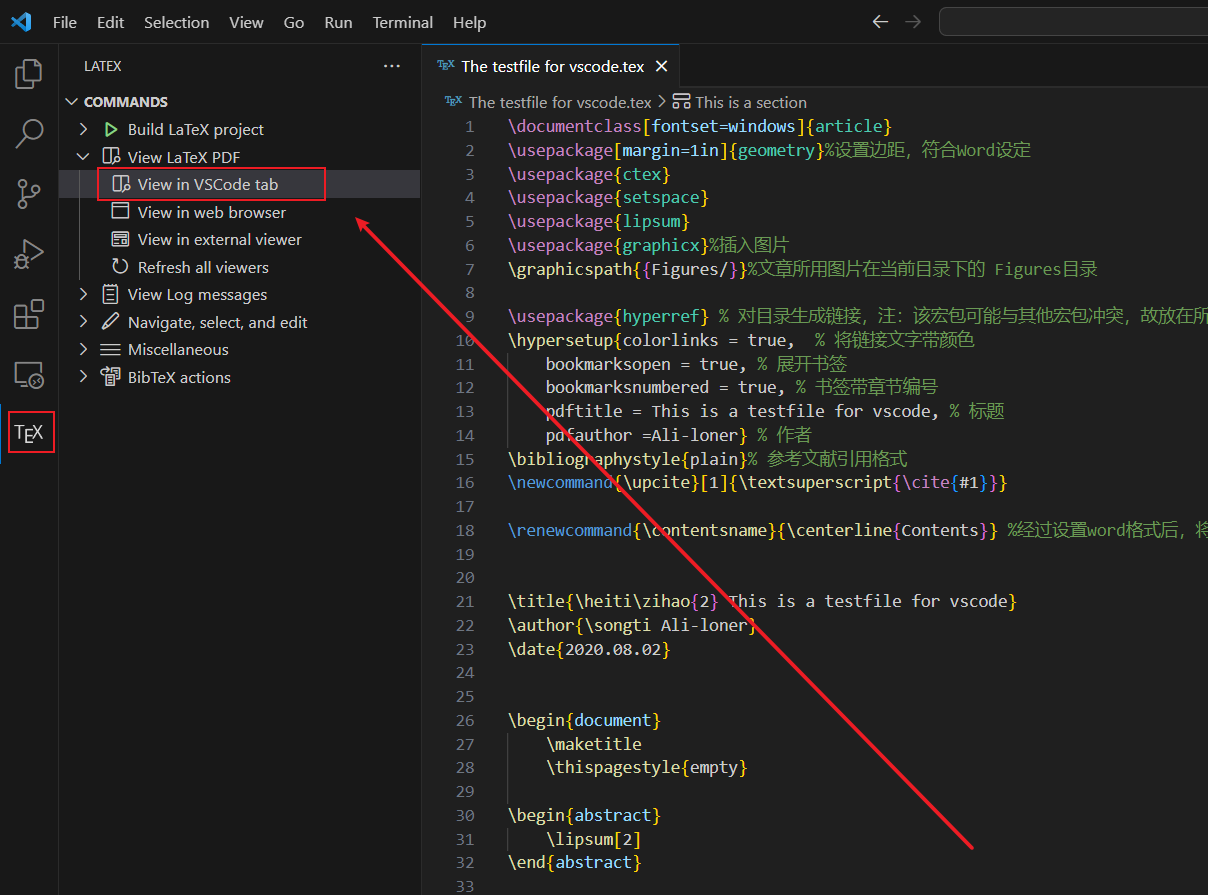 File Edit Selection View Go Run Terminal Help
LATEX
COMMANDS
Build LaTeX project
View LaTeX PDF
View in VSCode tab
View in web browser
View in external viewer
Refresh all viewers
View Log messages
Navigate, select, and edit
Miscellaneous
BibTeX actions
TEX
TEX The testfile for vscode.tex
TEX The testfile for vscode.tex > This is a section
1 \documentclass[fontset=windows]{article}
2 \usepackage[margin=1in]{geometry}%设置边距，符合Word设定
3 \usepackage{ctex}
4 \usepackage{setspace}
5 \usepackage{lipsum}
6 \usepackage{graphicx}%插入图片
7 \graphicspath{{Figures/}}%文章所用图片在当前目录下的 Figures目录
8
9 \usepackage{hyperref} % 对目录生成链接，注：该宏包可能与其他宏包冲突，故放在所
10 \hypersetup{colorlinks = true,  % 将链接文字带颜色
11     bookmarksopen = true, % 展开书签
12     bookmarksnumbered = true, % 书签带章节编号
13     pdftitle = This is a testfile for vscode, % 标题
14     pdfauthor =Ali-loner} % 作者
15 \bibliographystyle{plain}% 参考文献引用格式
16 \newcommand{\upcite}[1]{\textsuperscript{\cite{#1}}}
17
18 \renewcommand{\contentsname}{\centerline{Contents}} %经过设置word格式后，将
19
20
21 \title{\heiti\zihao{2} This is a testfile for vscode}
22 \author{\songti Ali-loner}
23 \date{2020.08.02}
24
25
26 \begin{document}
27     \maketitle
28     \thispagestyle{empty}
29
30 \begin{abstract}
31     \lipsum[2]
32 \end{abstract}
33